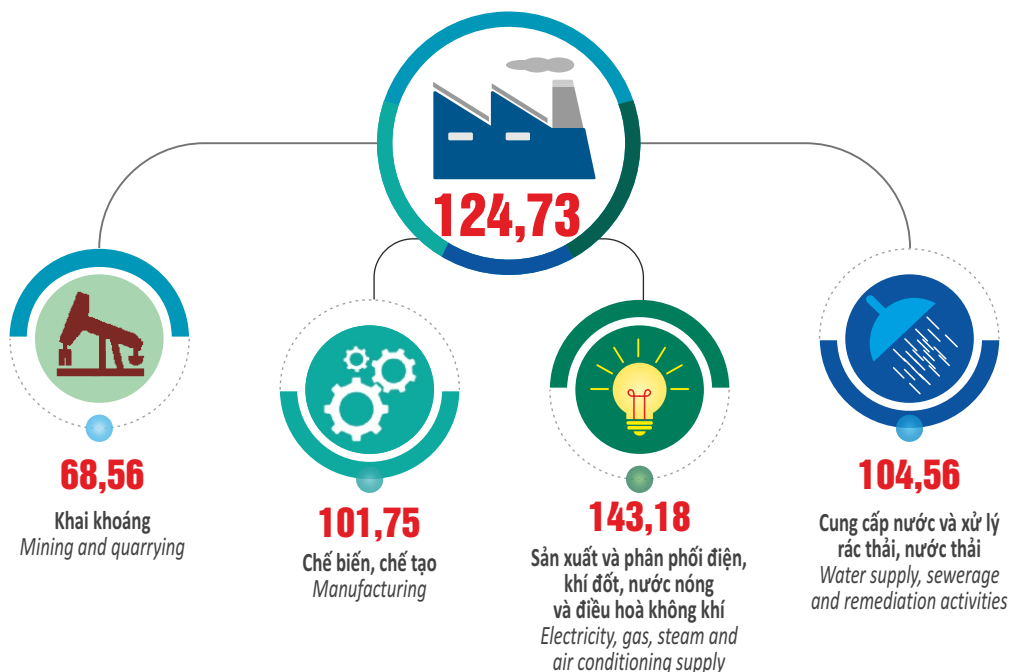 124,73
68,56
Khai khoáng
Mining and quarrying
101,75
Chế biến, chế tạo
Manufacturing
143,18
Sản xuất và phân phối điện,
khí đốt, nước nóng
và điều hoà không khí
Electricity, gas, steam and
air conditioning supply
104,56
Cung cấp nước và xử lý
rác thải, nước thải
Water supply, sewerage
and remediation activities